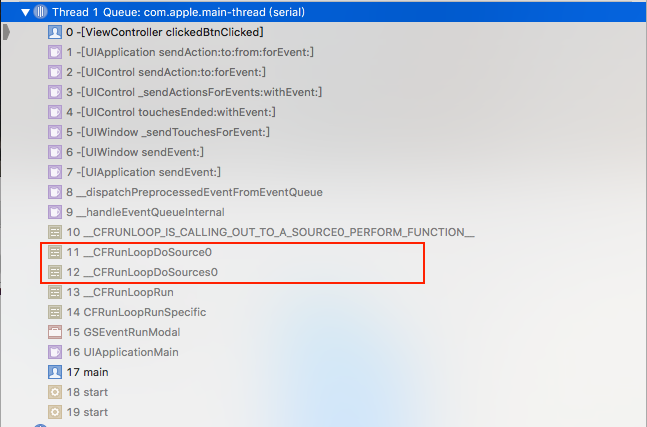 Thread 1 Queue: com.apple.main-thread (serial)
0 -[ViewController clickedBtnClicked]
1 -[UIApplication sendAction:to:from:forEvent:]
2 -[UIControl sendAction:to:forEvent:]
3 -[UIControl _sendActionsForEvents:withEvent:]
4 -[UIControl touchesEnded:withEvent:]
5 -[UIWindow _sendTouchesForEvent:]
6 -[UIWindow sendEvent:]
7 -[UIApplication sendEvent:]
8 __dispatchPreprocessedEventFromEventQueue
9 __handleEventQueueInternal
10 __CFRUNLOOP_IS_CALLING_OUT_TO_A_SOURCE0_PERFORM_FUNCTION__
11 __CFRunLoopDoSource0
12 __CFRunLoopDoSources0
13 __CFRunLoopRun
14 CFRunLoopRunSpecific
15 GSEventRunModal
16 UIApplicationMain
17 main
18 start
19 start